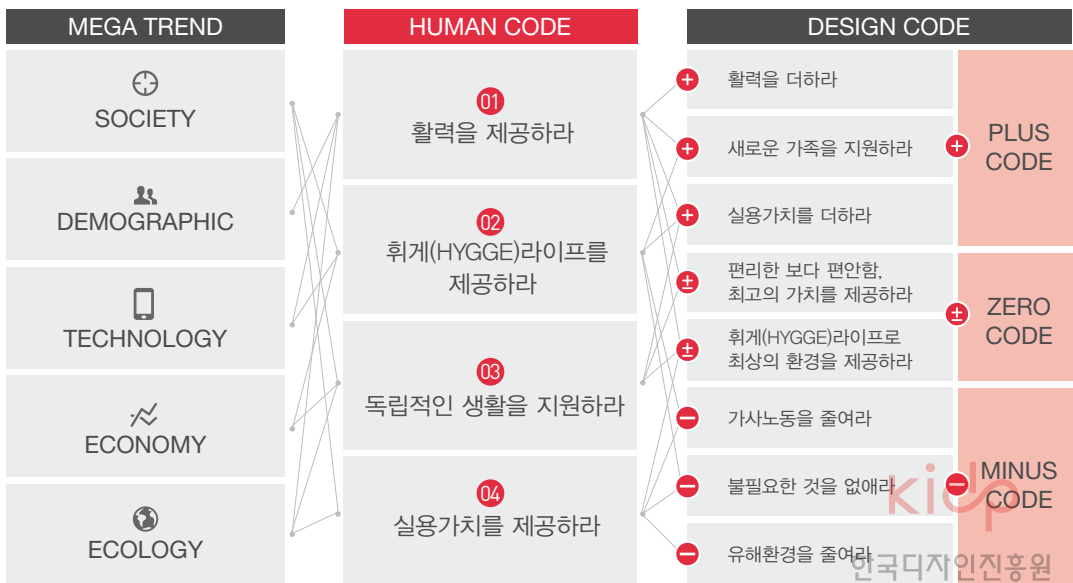 MEGA TREND
SOCIETY
DEMOGRAPHIC
TECHNOLOGY
ECONOMY
ECOLOGY
HUMAN CODE
01
활력을 제공하라
02
휘게(HYGGE)라이프를
제공하라
03
독립적인 생활을 지원하라
04
실용가치를 제공하라
DESIGN CODE
활력을 더하라
새로운 가족을 지원하라
실용가치를 더하라
PLUS
CODE
편리한 보다 편안함,
최고의 가치를 제공하라
휘게(HYGGE)라이프로
최상의 환경을 제공하라
ZERO
CODE
가사노동을 줄여라
불필요한 것을 없애라
유해환경을 줄여라
MINUS
CODE
kidp
한국디자인진흥원